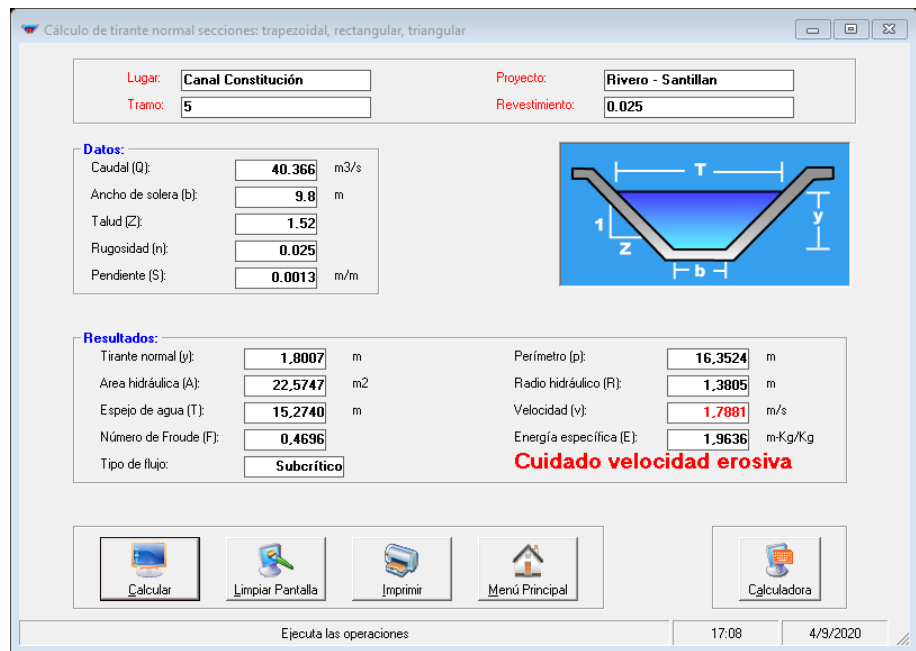 Cálculo de tirante normal secciones: trapezoidal, rectangular, triangular
Lugar: Canal Constitución Proyecto: Rivero - Santillan
Tramo: 5 Revestimiento: 0.025
Datos:
Caudal (Q): 40.366 m3/s
Ancho de solera (b): 9.8 m
Talud (Z): 1.52
Rugosidad (n): 0.025
Pendiente (S): 0.0013 m/m
T
y
1
Z
b
Resultados:
Tirante normal (y): 1,8007 m Perímetro (p): 16,3524 m
Area hidráulica (A): 22,5747 m2 Radio hidráulico (R): 1,3805 m
Espejo de agua (T): 15,2740 m Velocidad (v): 1,7881 m/s
Número de Froude (F): 0,4696 Energía específica (E): 1,9636 m-Kg/Kg
Tipo de flujo: Subcrítico Cuidado velocidad erosiva
Calcular Limpiar Pantalla Imprimir Menú Principal Calculadora
Ejecuta las operaciones 17:08 4/9/2020